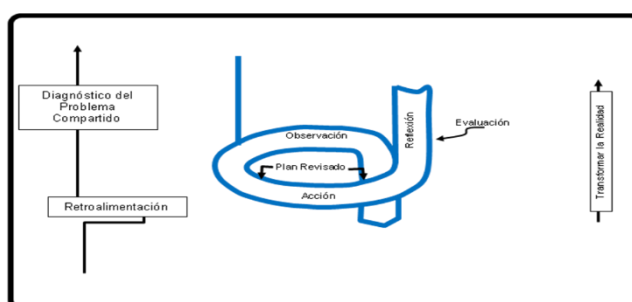 Diagnóstico del
Problema
Compartido
Retroalimentación
Observación
Plan Revisado
Acción
Reflexión
Evaluación
Transformar la Realidad